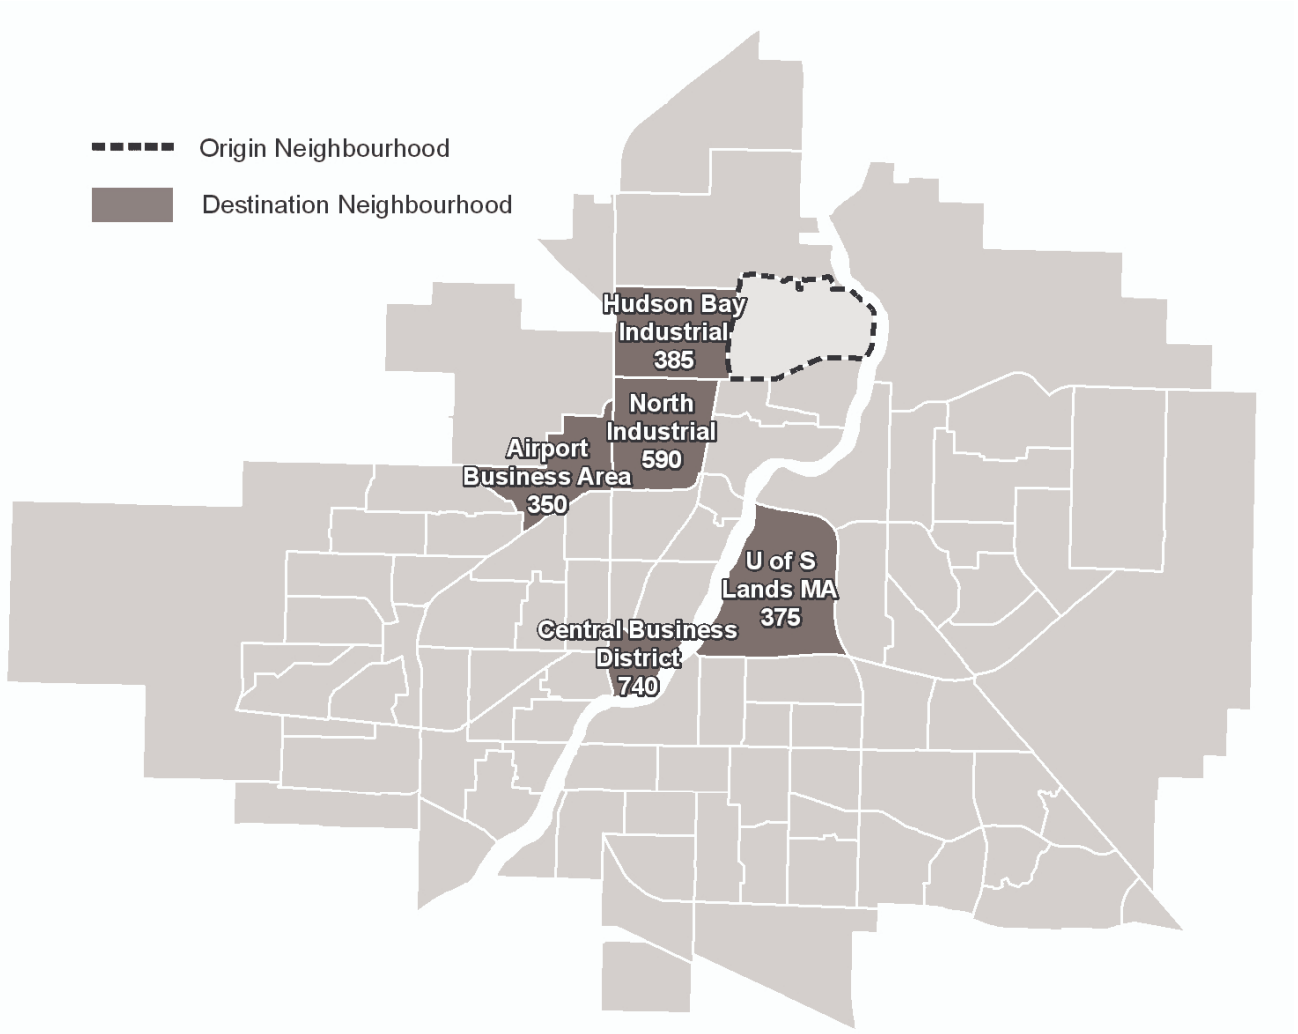 Origin Neighbourhood
Destination Neighbourhood
Hudson Bay
Industrial
385
North
Industrial
590
Airport
Business Area
350
U of S
Lands MA
375
Central Business
District
740